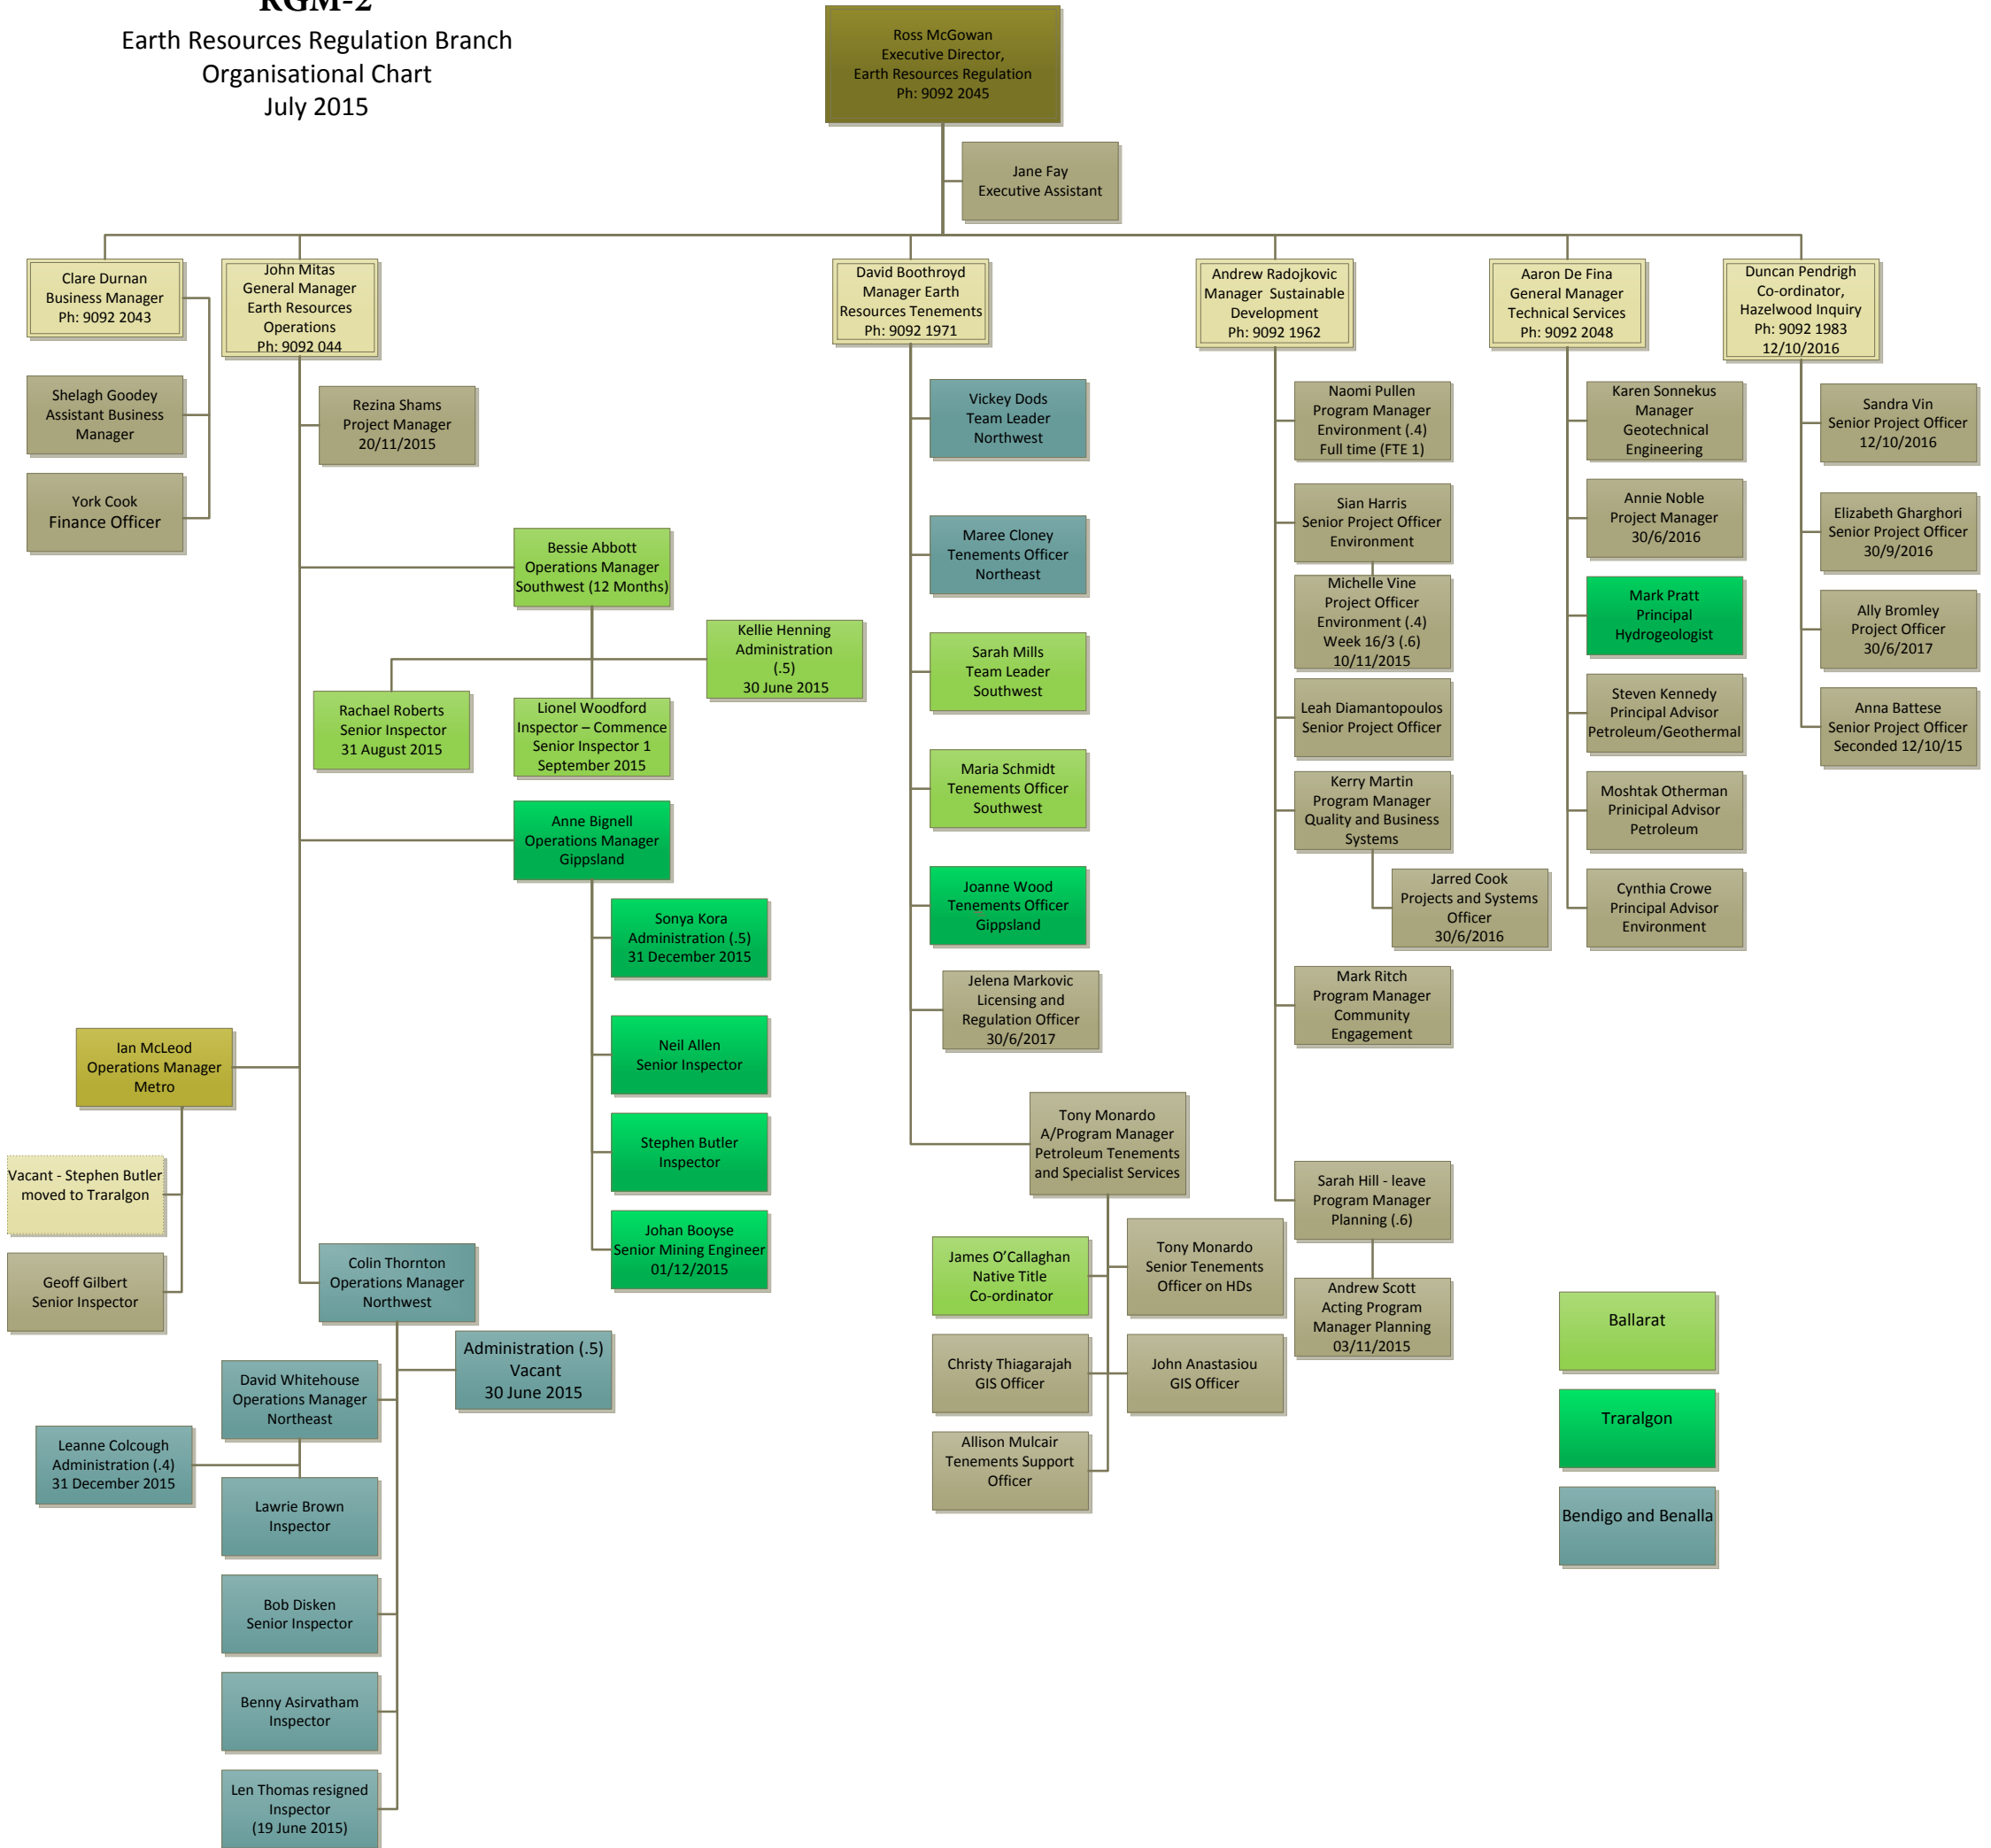 RGM-2
Earth Resources Regulation Branch
Organisational Chart
July 2015
Ross McGowan
Executive Director,
Earth Resources Regulation
Ph: 9092 2045
Jane Fay
Executive Assistant
Clare Durnan
Business Manager
Ph: 9092 2043
John Mitas
General Manager
Earth Resources
Operations
Ph: 9092 044
David Boothroyd
Manager Earth
Resources Tenements
Ph: 9092 1971
Andrew Radojkovic
Manager Sustainable
Development
Ph: 9092 1962
Aaron De Fina
General Manager
Technical Services
Ph: 9092 2048
Duncan Pendrigh
Co-ordinator,
Hazelwood Inquiry
Ph: 9092 1983
12/10/2016
Shelagh Goodey
Assistant Business
Manager
York Cook
Finance Officer
Rezina Shams
Project Manager
20/11/2015
Bessie Abbott
Operations Manager
Southwest (12 Months)
Kellie Henning
Administration
(.5)
30 June 2015
Rachael Roberts
Senior Inspector
31 August 2015
Lionel Woodford
Inspector – Commence
Senior Inspector 1
September 2015
Anne Bignell
Operations Manager
Gippsland
Sonya Kora
Administration (.5)
31 December 2015
Neil Allen
Senior Inspector
Stephen Butler
Inspector
Johan Booyse
Senior Mining Engineer
01/12/2015
Ian McLeod
Operations Manager
Metro
Vacant - Stephen Butler
moved to Traralgon
Geoff Gilbert
Senior Inspector
Colin Thornton
Operations Manager
Northwest
Administration (.5)
Vacant
30 June 2015
David Whitehouse
Operations Manager
Northeast
Leanne Colcough
Administration (.4)
31 December 2015
Lawrie Brown
Inspector
Bob Disken
Senior Inspector
Benny Asirvatham
Inspector
Len Thomas resigned
Inspector
(19 June 2015)
Vickey Dods
Team Leader
Northwest
Maree Cloney
Tenements Officer
Northeast
Sarah Mills
Team Leader
Southwest
Maria Schmidt
Tenements Officer
Southwest
Joanne Wood
Tenements Officer
Gippsland
Jelena Markovic
Licensing and
Regulation Officer
30/6/2017
Tony Monardo
A/Program Manager
Petroleum Tenements
and Specialist Services
James O'Callaghan
Native Title
Co-ordinator
Tony Monardo
Senior Tenements
Officer on HDs
Christy Thiagarajah
GIS Officer
John Anastasiou
GIS Officer
Allison Mulcair
Tenements Support
Officer
Naomi Pullen
Program Manager
Environment (.4)
Full time (FTE 1)
Sian Harris
Senior Project Officer
Environment
Michelle Vine
Project Officer
Environment (.4)
Week 16/3 (.6)
10/11/2015
Leah Diamantopoulos
Senior Project Officer
Kerry Martin
Program Manager
Quality and Business
Systems
Jarred Cook
Projects and Systems
Officer
30/6/2016
Mark Ritch
Program Manager
Community
Engagement
Sarah Hill - leave
Program Manager
Planning (.6)
Andrew Scott
Acting Program
Manager Planning
03/11/2015
Karen Sonnekus
Manager
Geotechnical
Engineering
Annie Noble
Project Manager
30/6/2016
Mark Pratt
Principal
Hydrogeologist
Steven Kennedy
Principal Advisor
Petroleum/Geothermal
Moshtak Otherman
Prinicipal Advisor
Petroleum
Cynthia Crowe
Principal Advisor
Environment
Sandra Vin
Senior Project Officer
12/10/2016
Elizabeth Gharghori
Senior Project Officer
30/9/2016
Ally Bromley
Project Officer
30/6/2017
Anna Battese
Senior Project Officer
Seconded 12/10/15
Ballarat
Traralgon
Bendigo and Benalla